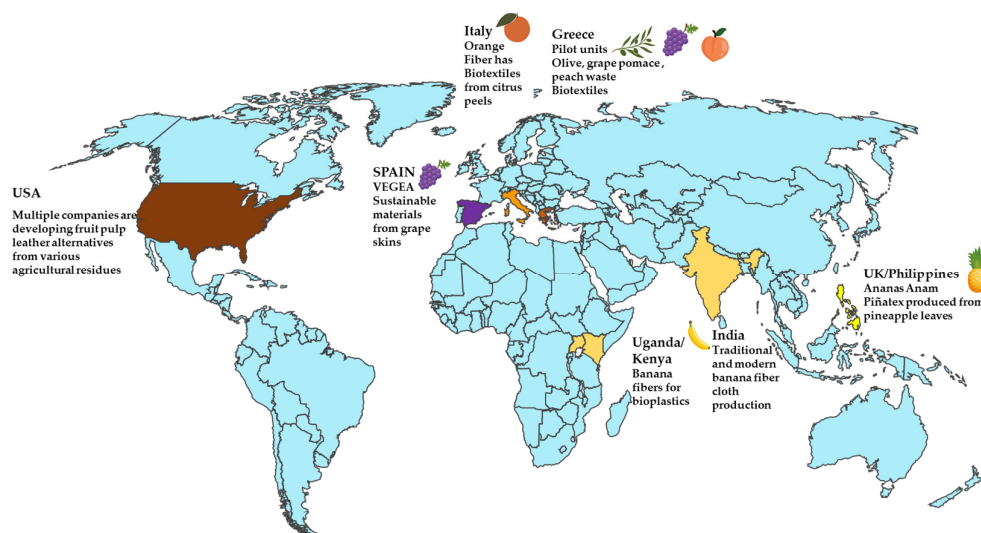 Italy
Orange
Fiber has
Biotextiles
from citrus
peels
Greece
Pilot units
Olive, grape pomace ,
peach waste
Biotextiles
SPAIN
VEGEA
Sustainable
materials
from grape
skins
USA
Multiple companies are
developing fruit pulp
leather alternatives
from various
agricultural residues
UK/Philippines
Ananas Anam
Piñatex produced from
pineapple leaves
Uganda/
Kenya
Banana
fibers for
bioplastics
India
Traditional
and modern
banana fiber
cloth
production